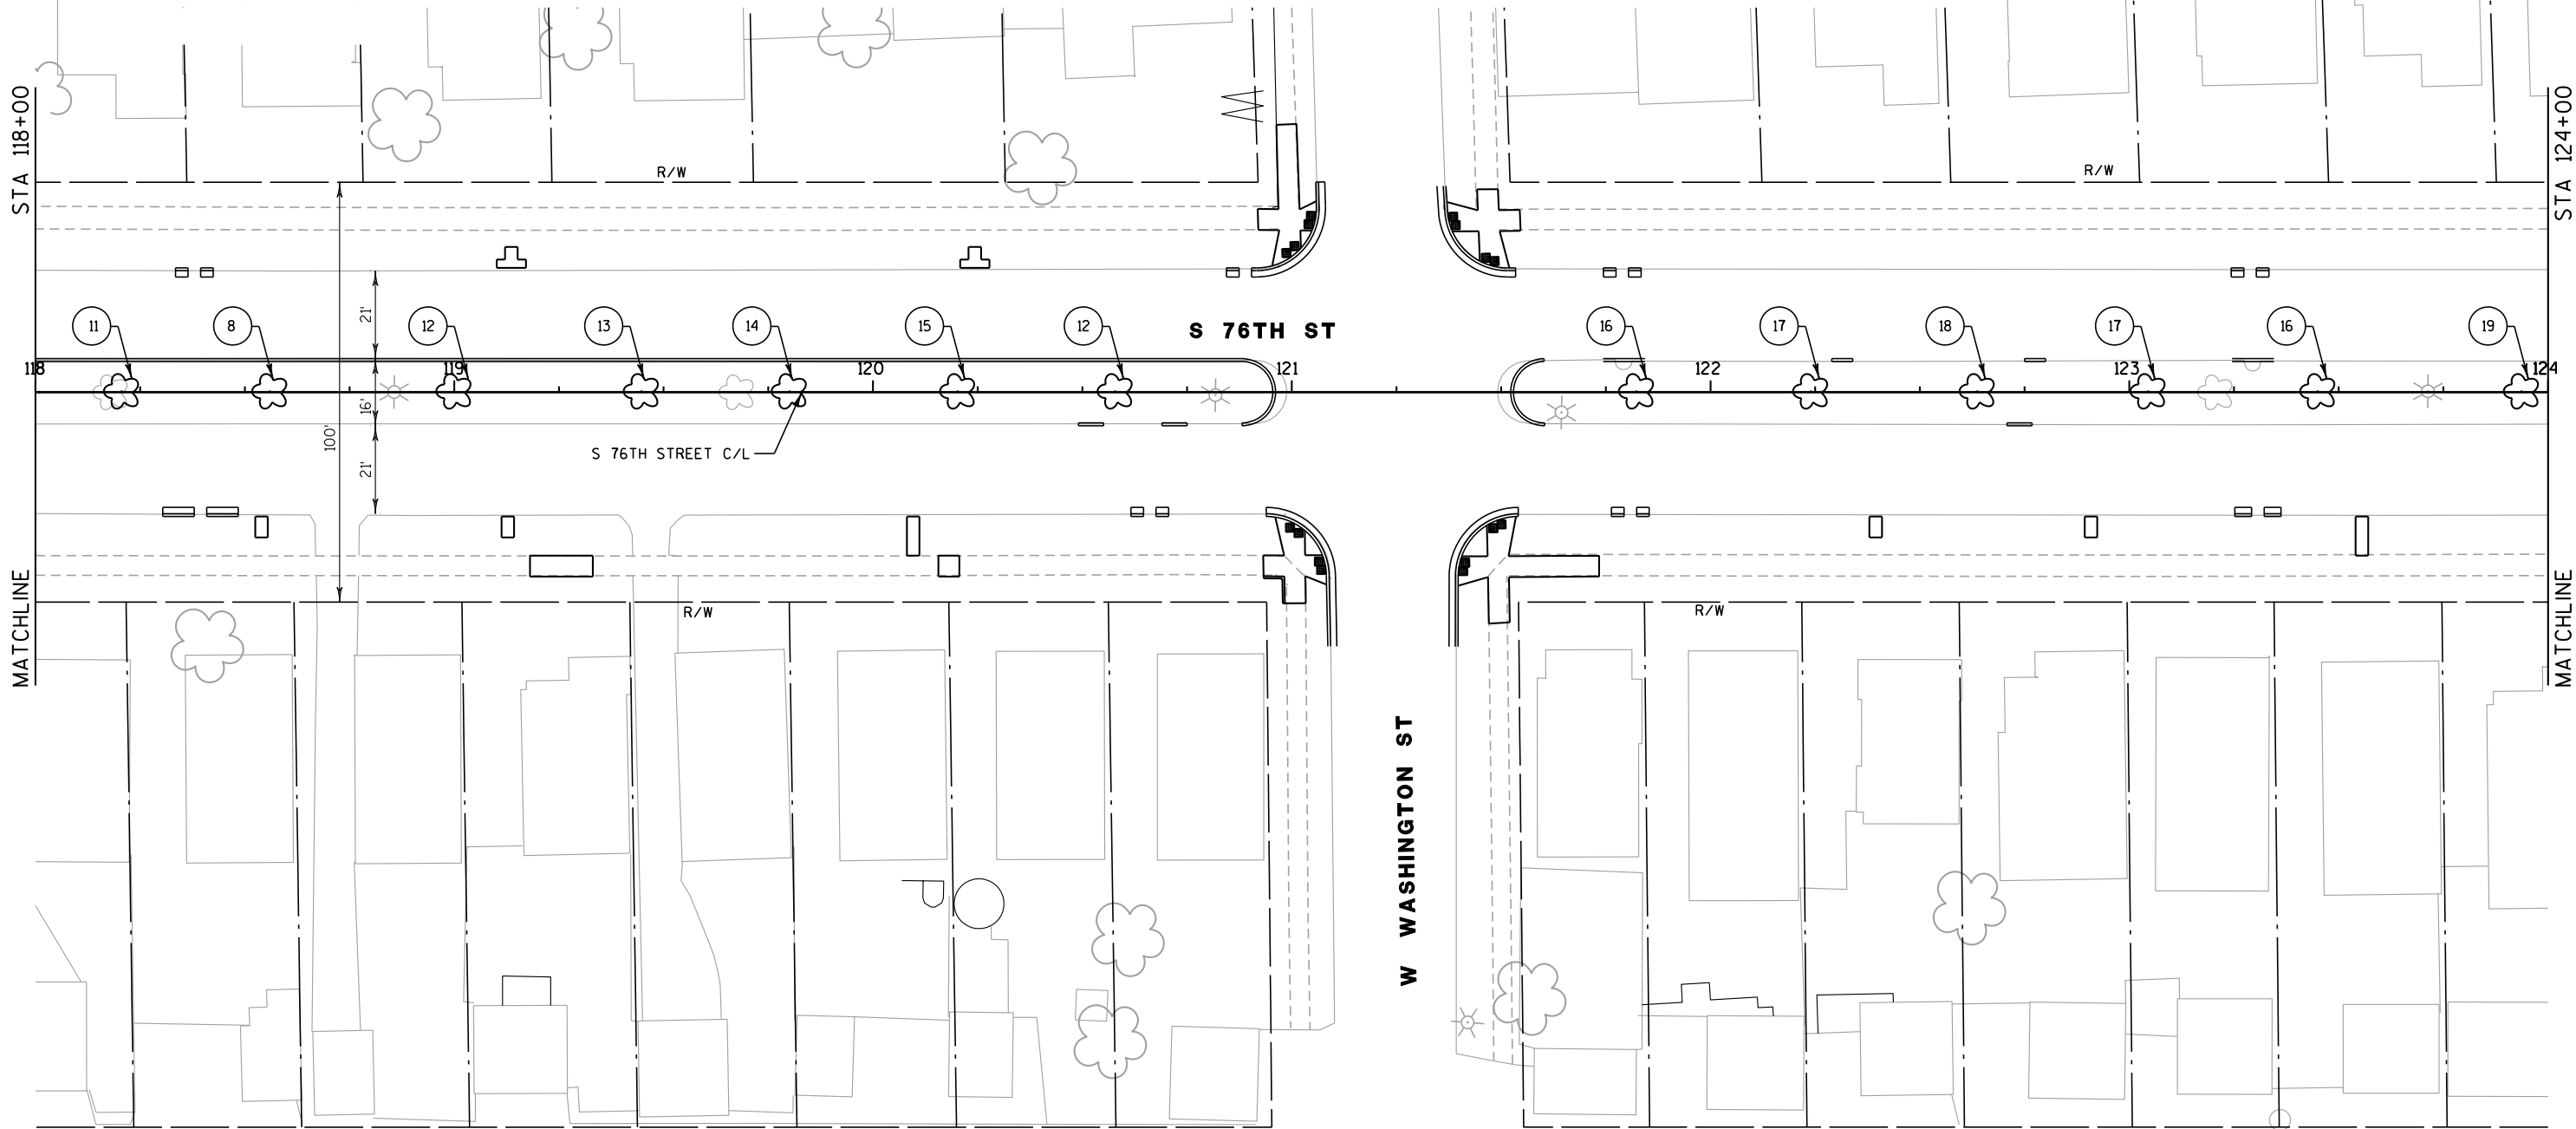 STA 118+00
STA 124+00
R/W
R/W
11
8
12
13
14
15
12
21'
S 76TH ST
16
17
18
17
16
19
118
119
120
121
122
123
124
16'
100'
21'
S 76TH STREET C/L
MATCHLINE
MATCHLINE
R/W
R/W
W WASHINGTON ST